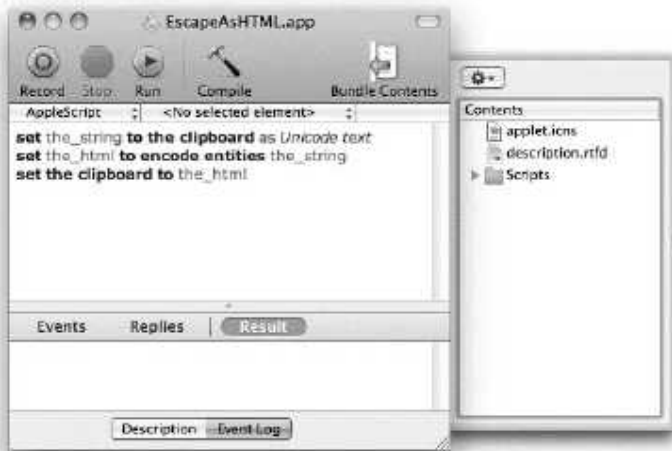 EscapeAsHTML.app
Record Stop Run Compile Bundle Contents
AppleScript <No selected element>
set the_string to the clipboard as Unicode text
set the_html to encode entities the_string
set the clipboard to the_html
Events Replies Result
Description Event Log
Contents
applet.icns
description.rtfd
Scripts